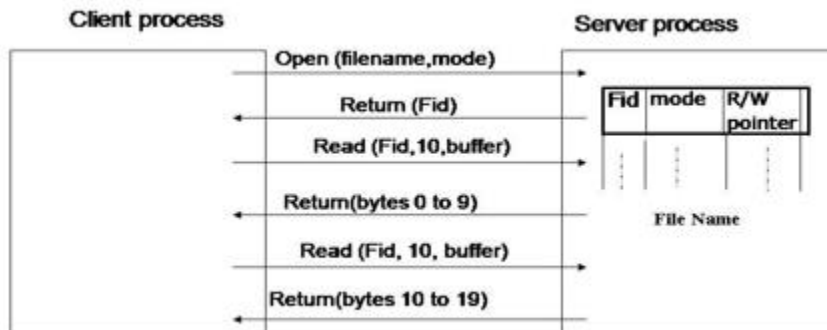 Client process
Server process
Open (filename,mode)
Return (Fid)
Fid mode R/W pointer
Read (Fid,10,buffer)
Return(bytes 0 to 9)
File Name
Read (Fid, 10, buffer)
Return(bytes 10 to 19)